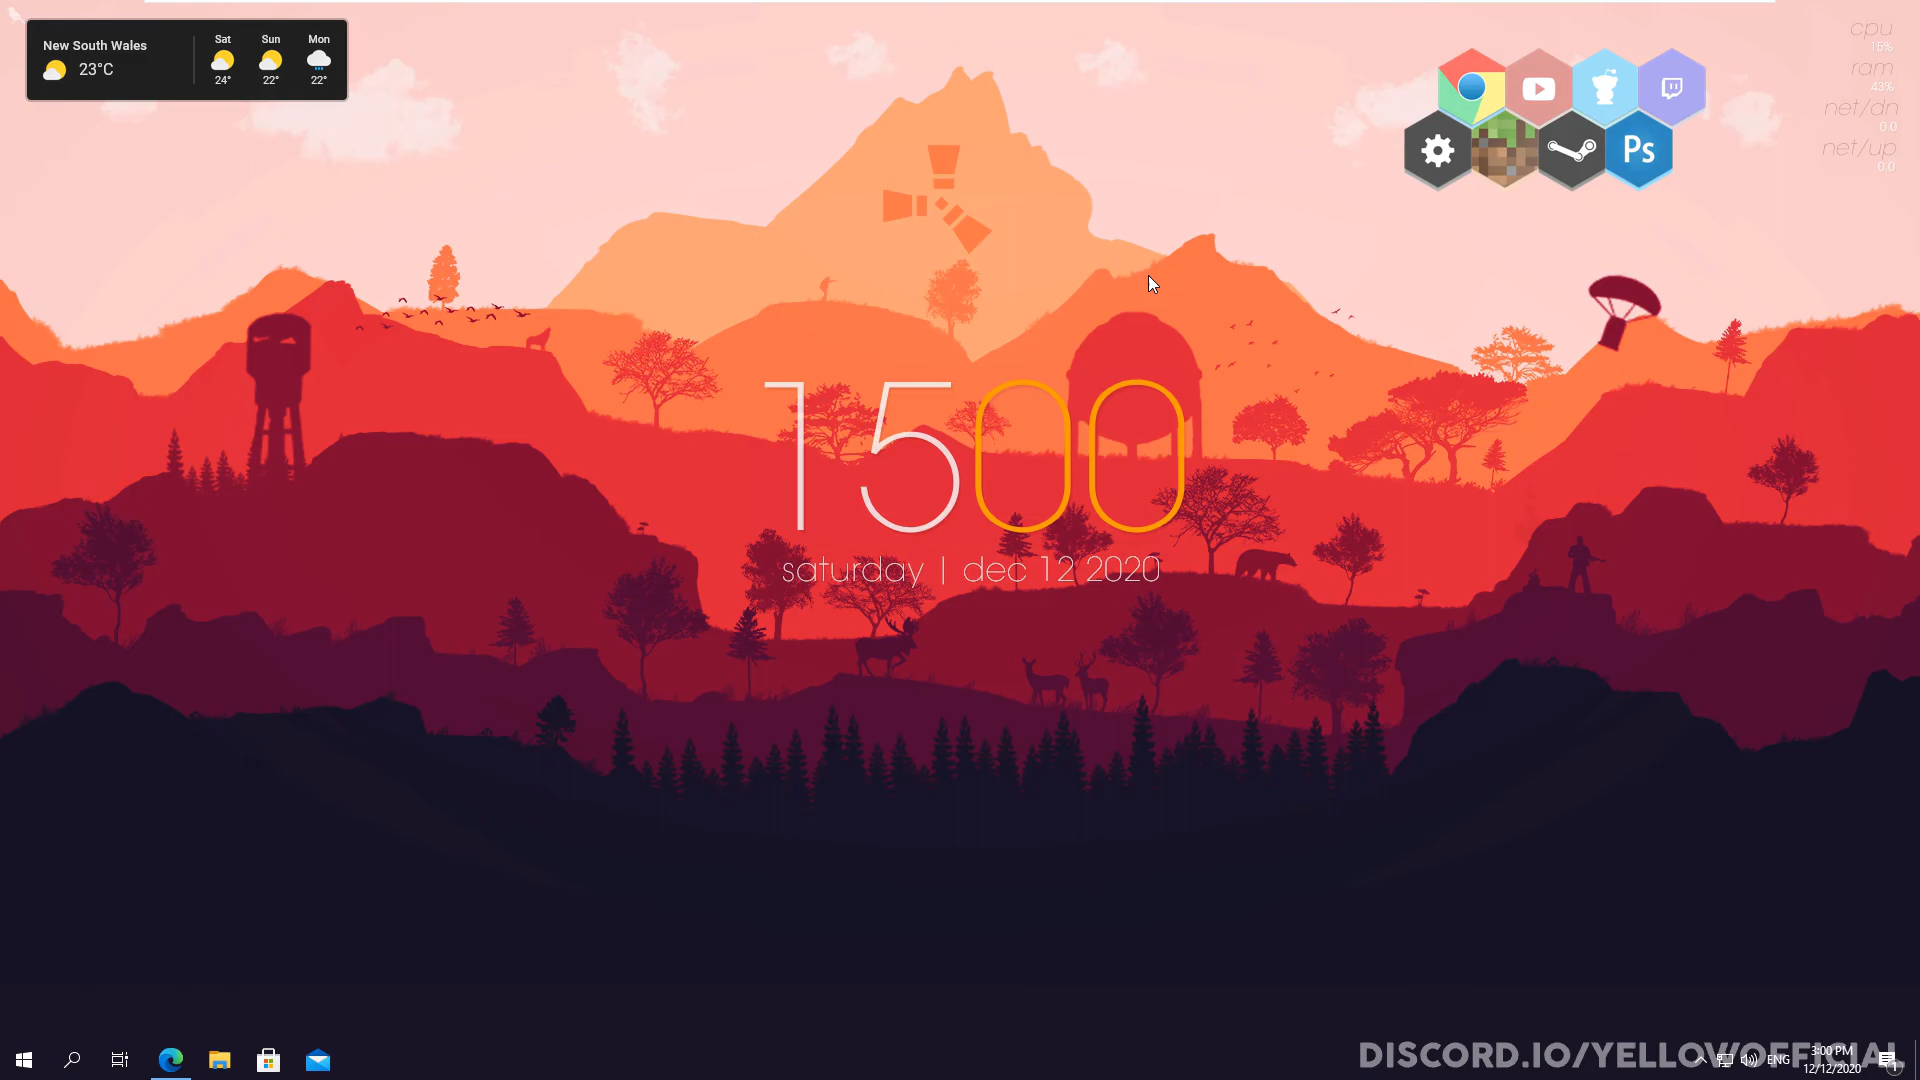 New South Wales
23°C
Sat Sun Mon
24° 22° 22°
cpu
15%
ram
43%
net/dn
0.0
net/up
0.0
Ps
1500
saturday | dec 12 2020
DISCORD.IO/YELLOWOFFICIAL
ENG
3:00 PM
12/12/2020
1